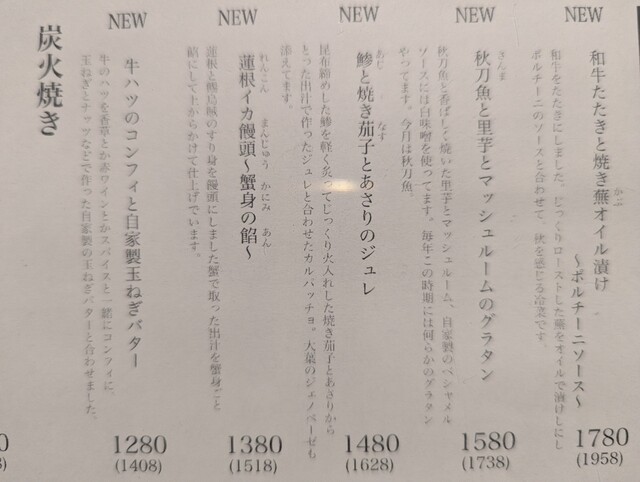 NEW
和牛たたきと焼き蕪オイル漬け
かぶ
〜ポルチーニソース〜
和牛をたたきにしました。じっくりローストした蕪をオイルで漬けしにし
ポルチーニのソースと合わせて、秋を感じる冷菜です。
1780
(1958)
NEW
秋刀魚と里芋とマッシュルームのグラタン
さんま
秋刀魚と香ばしく焼いた里芋とマッシュルーム、自家製のベシャメル
ソースには白味噌を使ってます。毎年この時期には何らかのグラタン
やってます。今月は秋刀魚。
1580
(1738)
NEW
鯵と焼き茄子とあさりのジュレ
あじ
なす
昆布締めした鯵を軽く炙ってじっくり火入れした焼き茄子とあさりから
とった出汁で作ったジュレと合わせたカルパッチョ。大葉のジェノベーゼも
添えてます。
1480
(1628)
NEW
蓮根イカ饅頭〜蟹身の餡〜
れんこん
まんじゅう
かにみ
あん
蓮根と烏賊のすり身を饅頭にしました蟹で取った出汁を蟹身ごと
餡にして上からかけて仕上げています。
1380
(1518)
NEW
牛ハツのコンフィと自家製玉ねぎバター
牛のハツを香草とか赤ワインとかスパイスと一緒にコンフィに、
玉ねぎとナッツなどで作った自家製の玉ねぎバターと合わせました。
1280
(1408)
炭火焼き